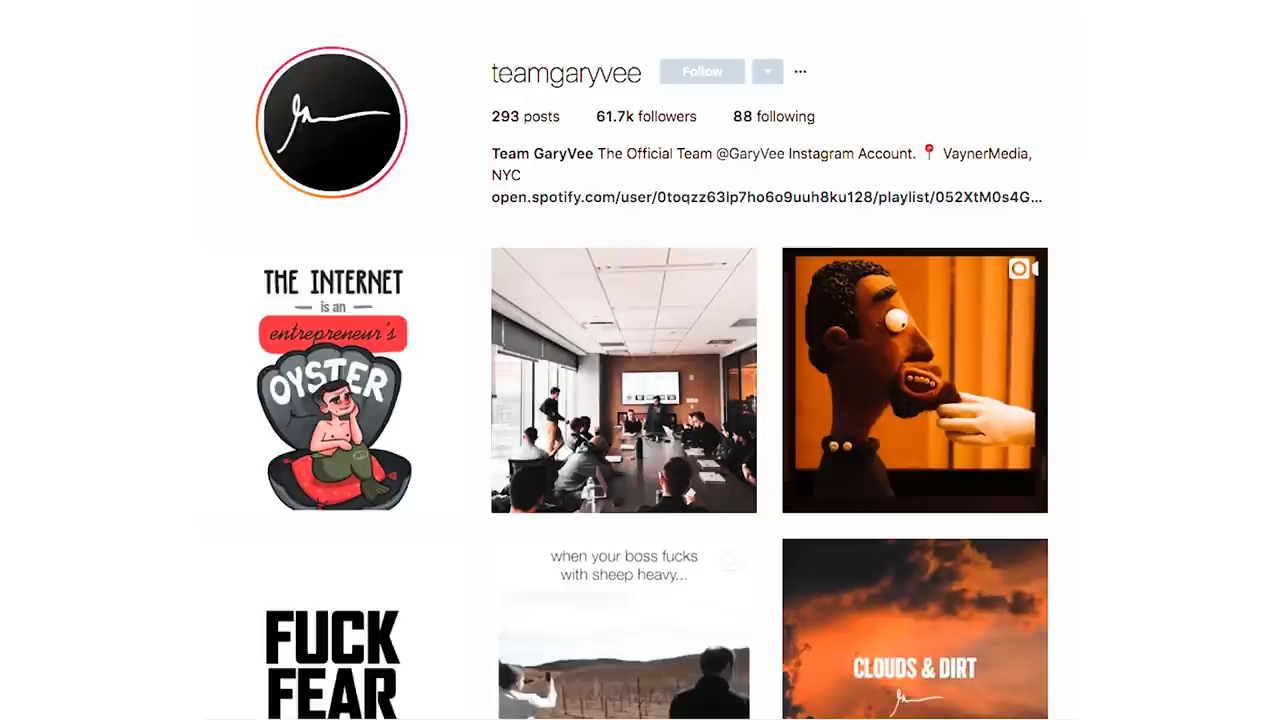 teamgaryvee Follow ...
293 posts 61.7k followers 88 following
Team GaryVee The Official Team @GaryVee Instagram Account. 📍 VaynerMedia,
NYC
open.spotify.com/user/0toqzz63lp7ho6o9uuh8ku128/playlist/052XtM0s4G...
THE INTERNET
is an
entrepreneur's
OYSTER
when your boss fucks
with sheep heavy...
FUCK
FEAR
CLOUDS & DIRT